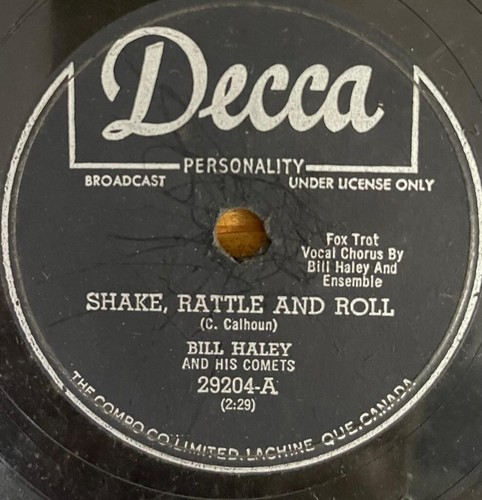 Decca
PERSONALITY
BROADCAST UNDER LICENSE ONLY
Fox Trot
Vocal Chorus By
Bill Haley And
Ensemble
SHAKE, RATTLE AND ROLL
(C. Calhoun)
BILL HALEY
AND HIS COMETS
29204-A
(2:29)
THE COMPO CO. LIMITED, LACHINE QUE. CANADA